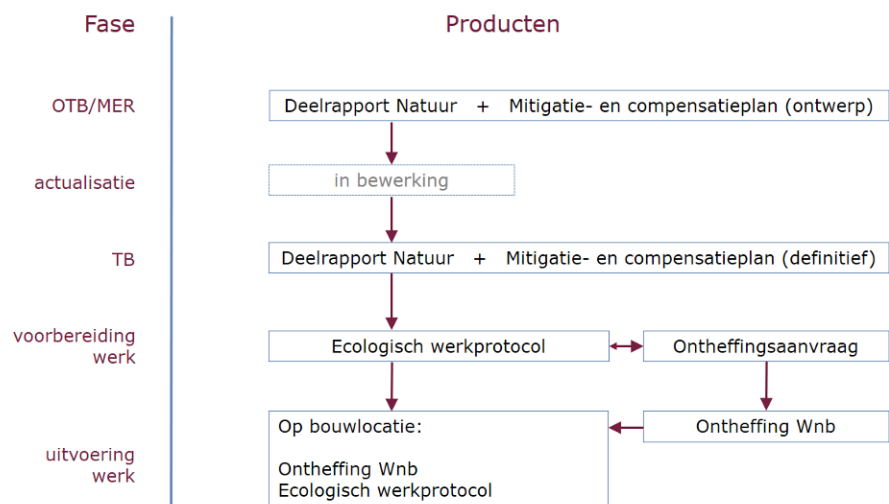 Fase Producten
OTB/MER Deelrapport Natuur + Mitigatie- en compensatieplan (ontwerp)
actualisatie in bewerking
TB Deelrapport Natuur + Mitigatie- en compensatieplan (definitief)
voorbereiding
werk
Ecologisch werkprotocol Ontheffingsaanvraag
uitvoering
werk
Op bouwlocatie: Ontheffing Wnb
Ontheffing Wnb
Ecologisch werkprotocol